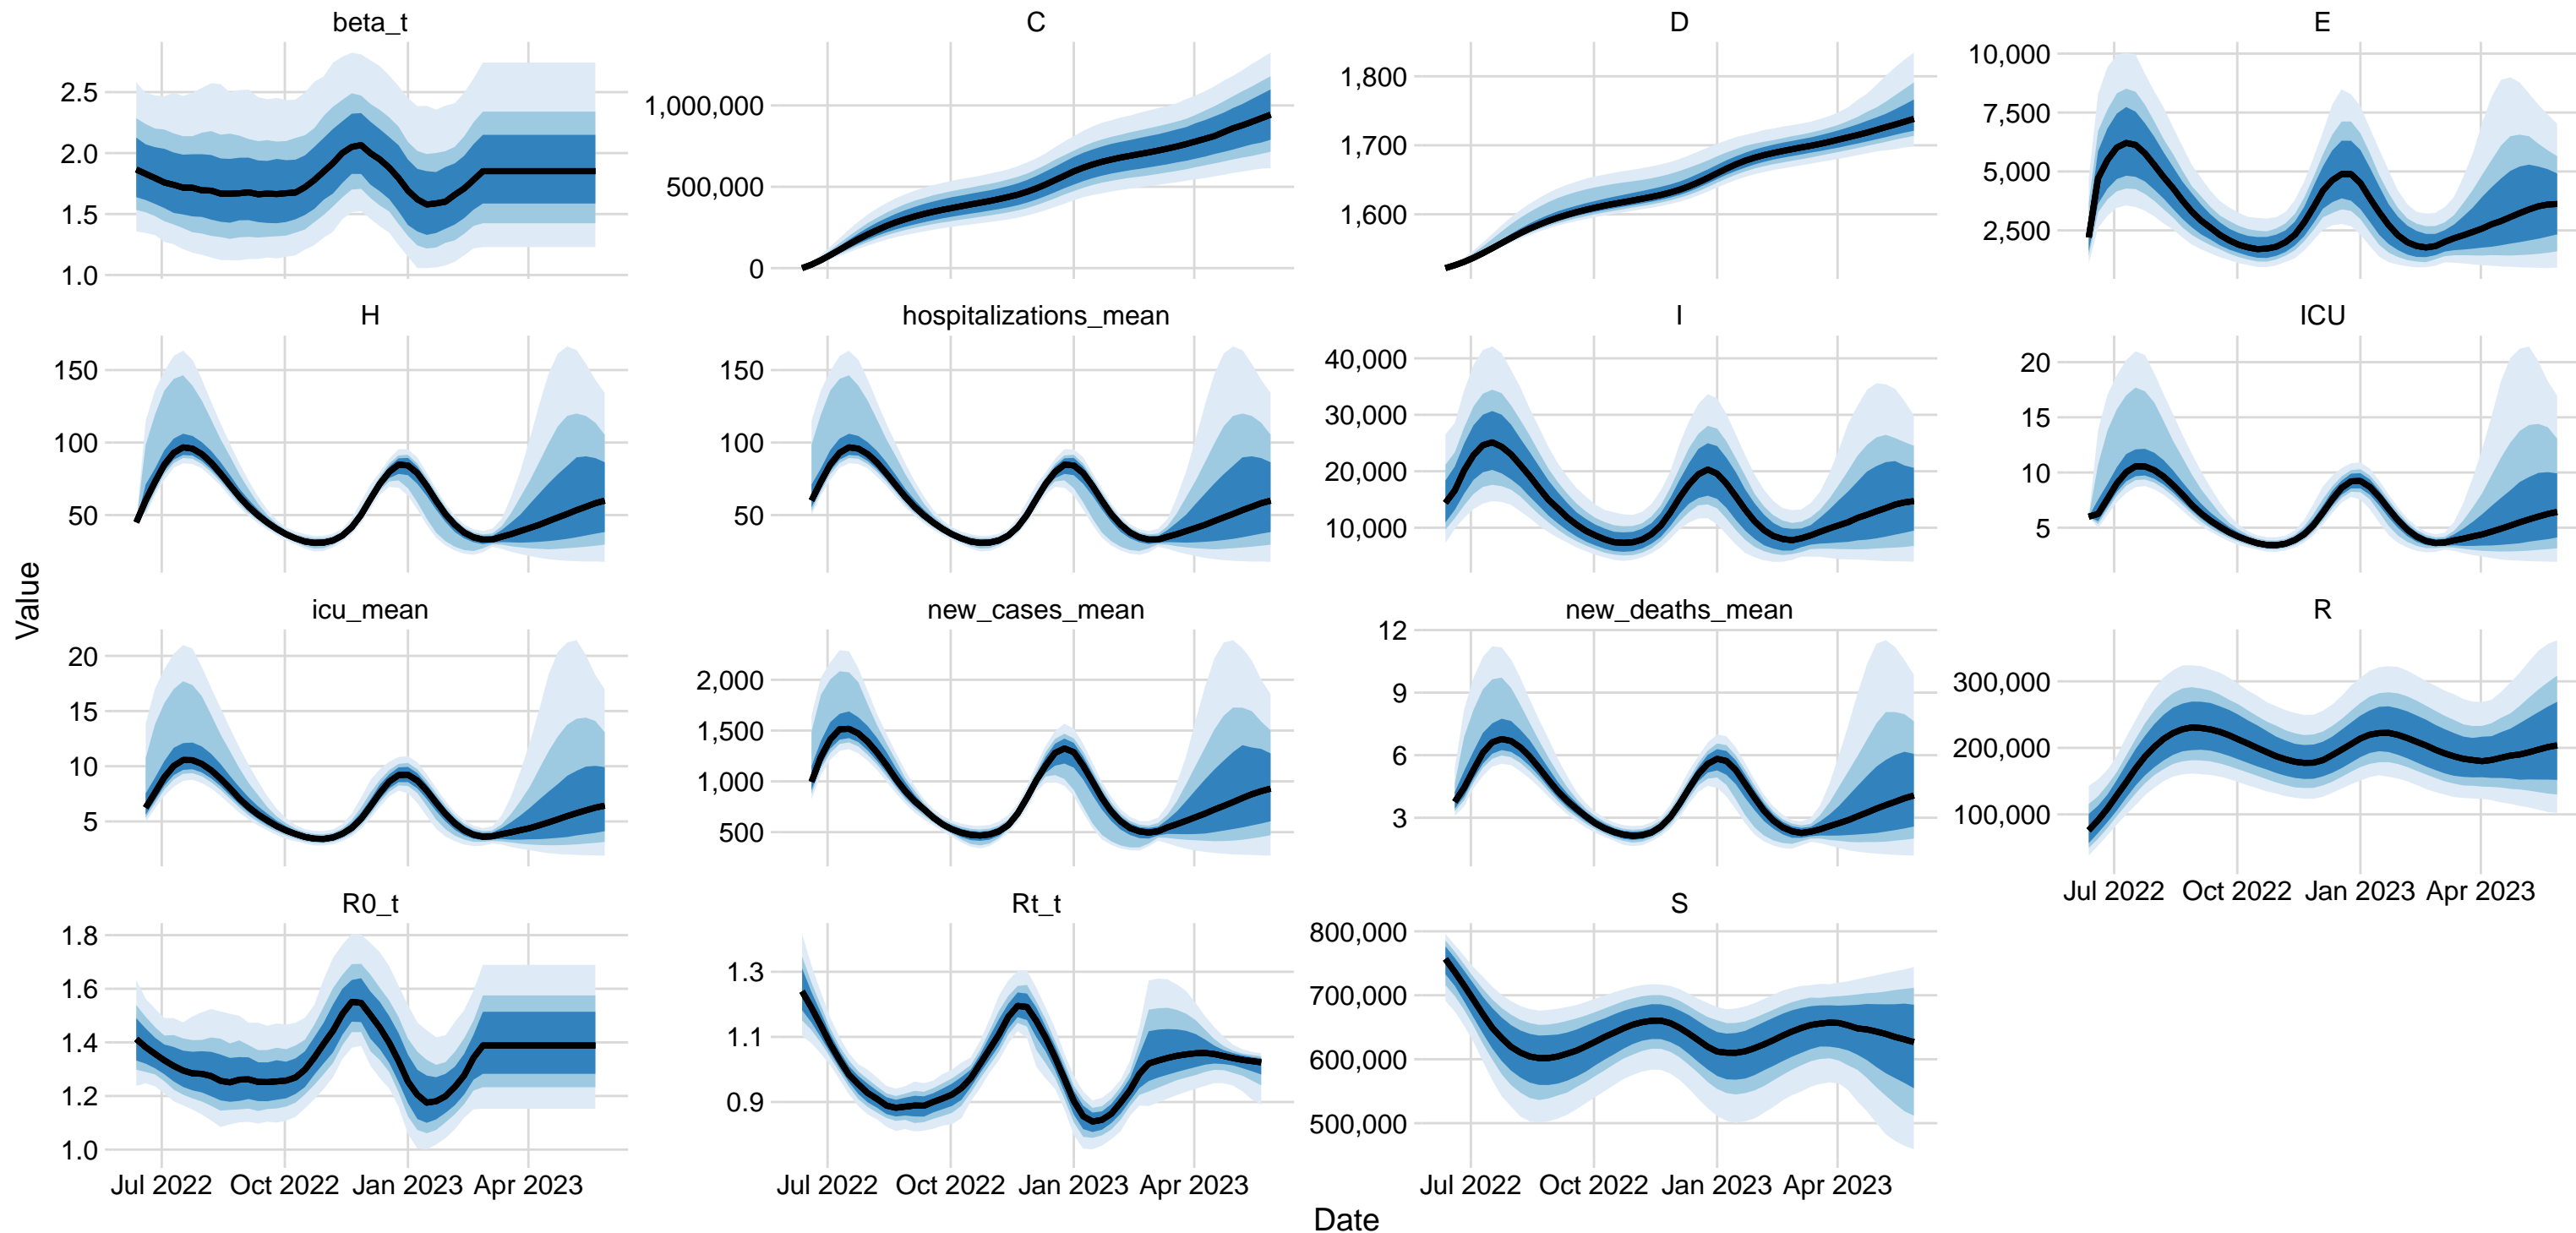 beta_t
C
D
E
2.5
2.0
1.5
1.0
1,000,000
500,000
0
1,800
1,700
1,600
10,000
7,500
5,000
2,500
H
hospitalizations_mean
I
ICU
150
100
50
150
100
50
40,000
30,000
20,000
10,000
20
15
10
5
Value
icu_mean
new_cases_mean
new_deaths_mean
R
20
15
10
5
2,000
1,500
1,000
500
12
9
6
3
300,000
200,000
100,000
Jul 2022 Oct 2022 Jan 2023 Apr 2023
R0_t
Rt_t
S
1.8
1.6
1.4
1.2
1.0
1.3
1.1
0.9
800,000
700,000
600,000
500,000
Jul 2022 Oct 2022 Jan 2023 Apr 2023
Jul 2022 Oct 2022 Jan 2023 Apr 2023
Jul 2022 Oct 2022 Jan 2023 Apr 2023
Date